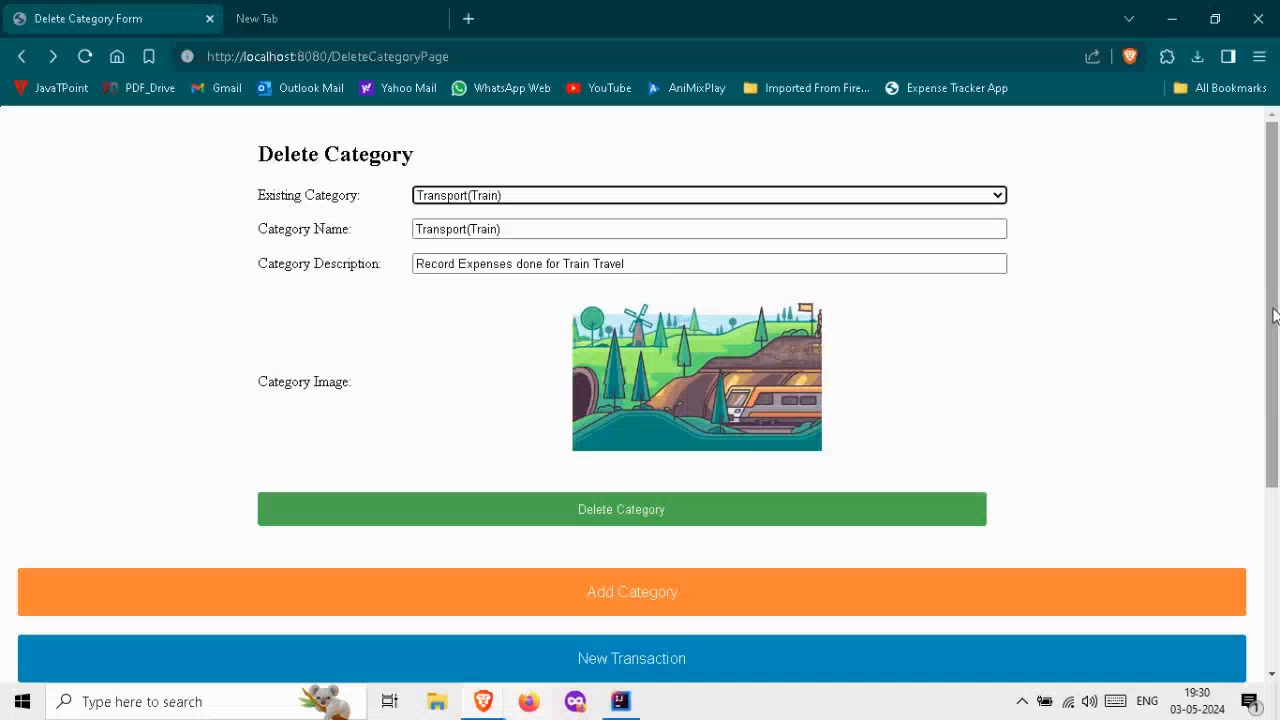 Delete Category Form
New Tab
http://localhost:8080/DeleteCategoryPage
JavaTPoint
PDF_Drive
Gmail
Outlook Mail
Yahoo Mail
WhatsApp Web
YouTube
AniMixPlay
Imported From Fire...
Expense Tracker App
All Bookmarks
Delete Category
Existing Category: Transport(Train)
Category Name: Transport(Train)
Category Description: Record Expenses done for Train Travel
Category Image:
Delete Category
Add Category
New Transaction
Type here to search
ENG
19:30
03-05-2024
1